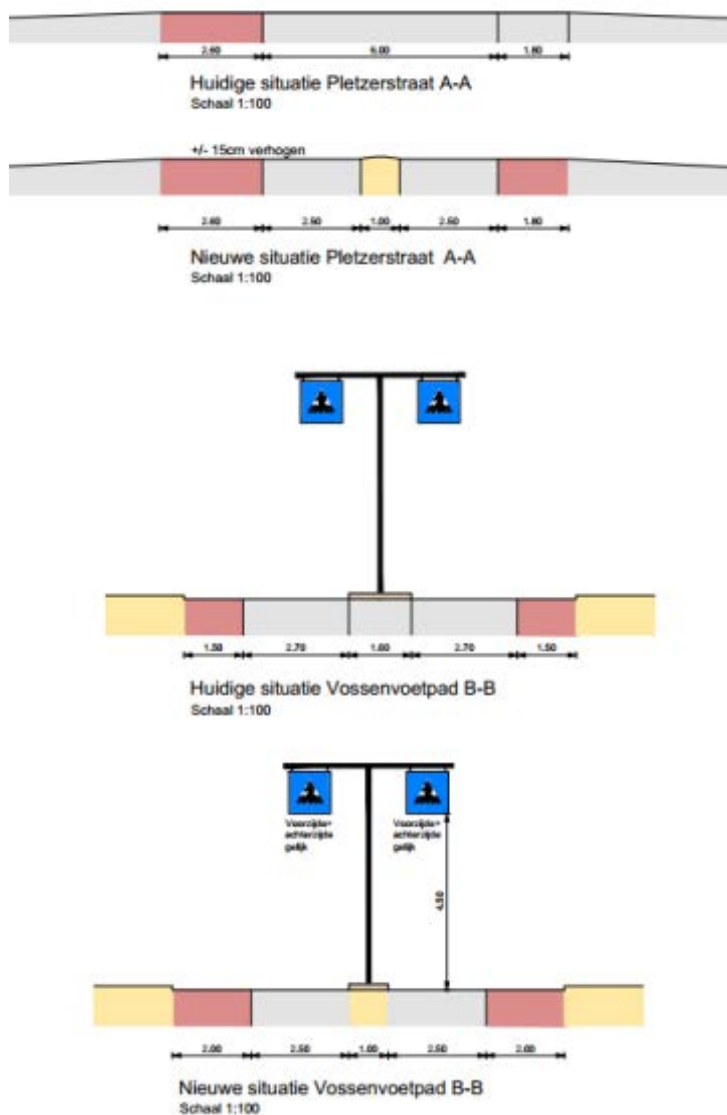 2.60 6.00 1.80
Huidige situatie Pletzerstraat A-A
Schaal 1:100
+/- 15cm verhogen
2.60 2.50 1.00 2.50 1.80
Nieuwe situatie Pletzerstraat A-A
Schaal 1:100
1.50 2.70 1.60 2.70 1.50
Huidige situatie Vossenvoetpad B-B
Schaal 1:100
Voorzijde+
achterzijde
gelijk
Voorzijde+
achterzijde
gelijk
4.50
2.00 2.50 1.00 2.50 2.00
Nieuwe situatie Vossenvoetpad B-B
Schaal 1:100